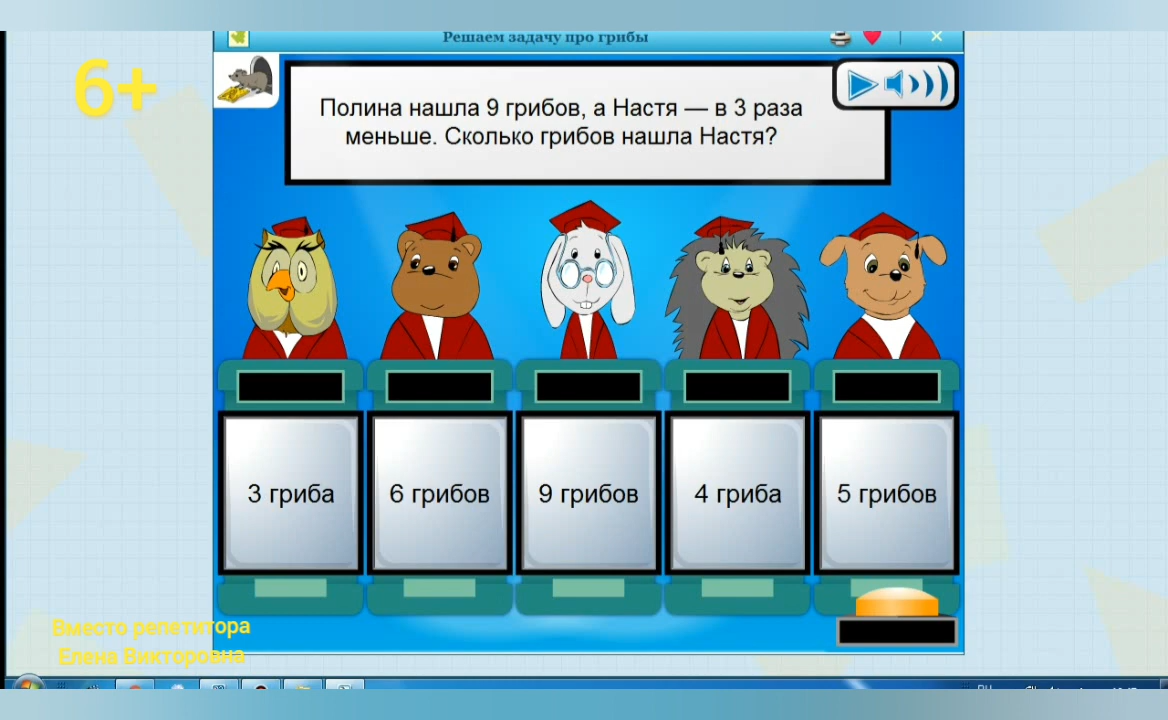 Решаем задачу про грибы
6+
Полина нашла 9 грибов, а Настя — в 3 раза
меньше. Сколько грибов нашла Настя?
3 гриба
6 грибов
9 грибов
4 гриба
5 грибов
Вместо репетитора
Елена Викторовна